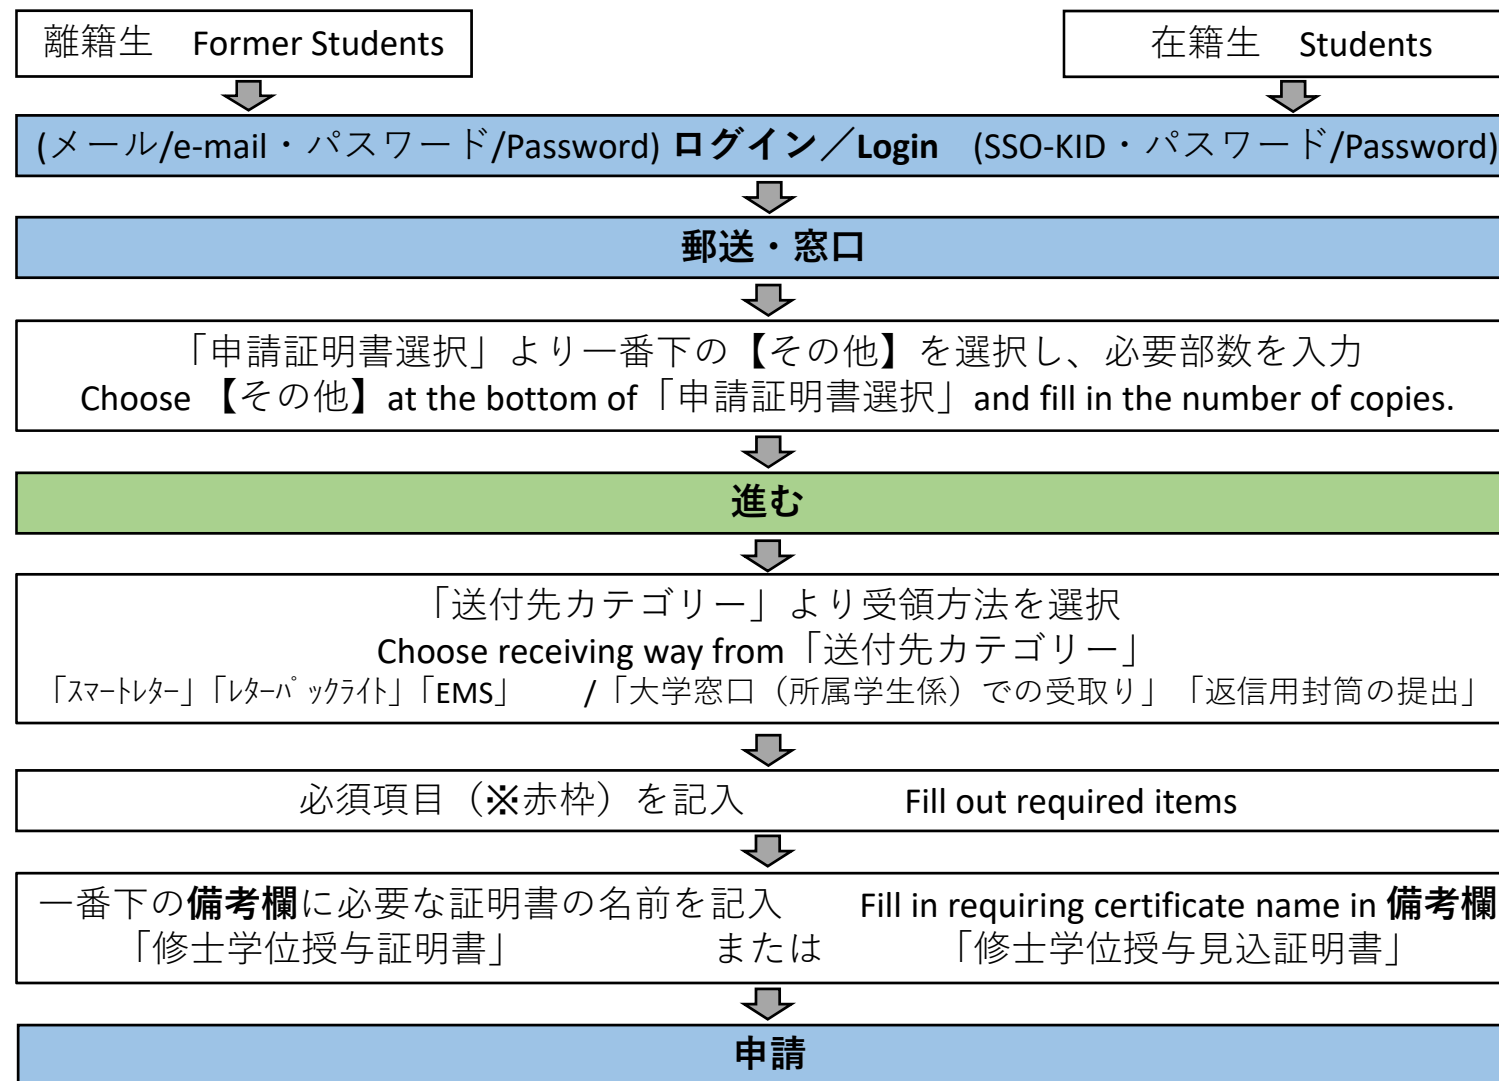 離籍生 Former Students
在籍生 Students
(メール/e-mail・パスワード/Password) ログイン／Login (SSO-KID・パスワード/Password)
郵送・窓口
「申請証明書選択」より一番下の【その他】を選択し、必要部数を入力
Choose 【その他】at the bottom of「申請証明書選択」and fill in the number of copies.
進む
「送付先カテゴリー」より受領方法を選択
Choose receiving way from「送付先カテゴリー」
「ｽﾏｰﾄﾚﾀｰ」「ﾚﾀｰﾊﾟｯｸﾗｲﾄ」「EMS」 /「大学窓口（所属学生係）での受取り」「返信用封筒の提出」
必須項目（※赤枠）を記入 Fill out required items
一番下の備考欄に必要な証明書の名前を記入 Fill in requiring certificate name in 備考欄
「修士学位授与証明書」 または 「修士学位授与見込証明書」
申請